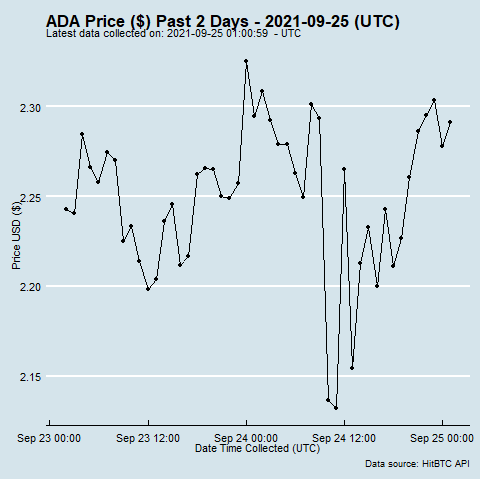 ADA Price ($) Past 2 Days - 2021-09-25 (UTC)
Latest data collected on: 2021-09-25 01:00:59 - UTC
2.30
2.25
2.20
2.15
Price USD ($)
Sep 23 00:00 Sep 23 12:00 Sep 24 00:00 Sep 24 12:00 Sep 25 00:00
Date Time Collected (UTC)
Data source: HitBTC API